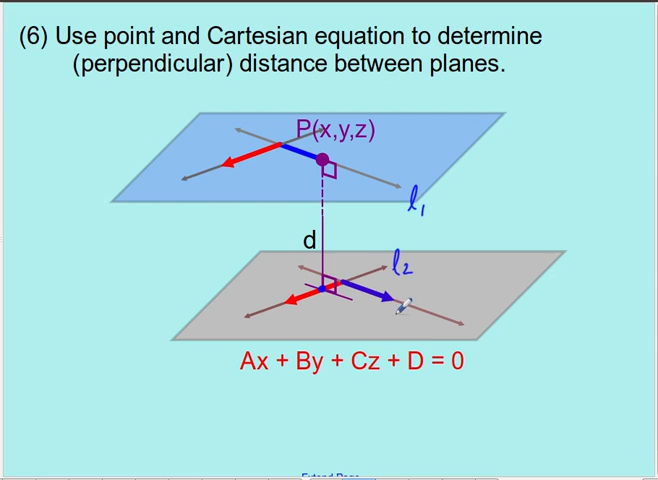 (6) Use point and Cartesian equation to determine
(perpendicular) distance between planes.
P(x,y,z)
l₁
d
l₂
Ax + By + Cz + D = 0